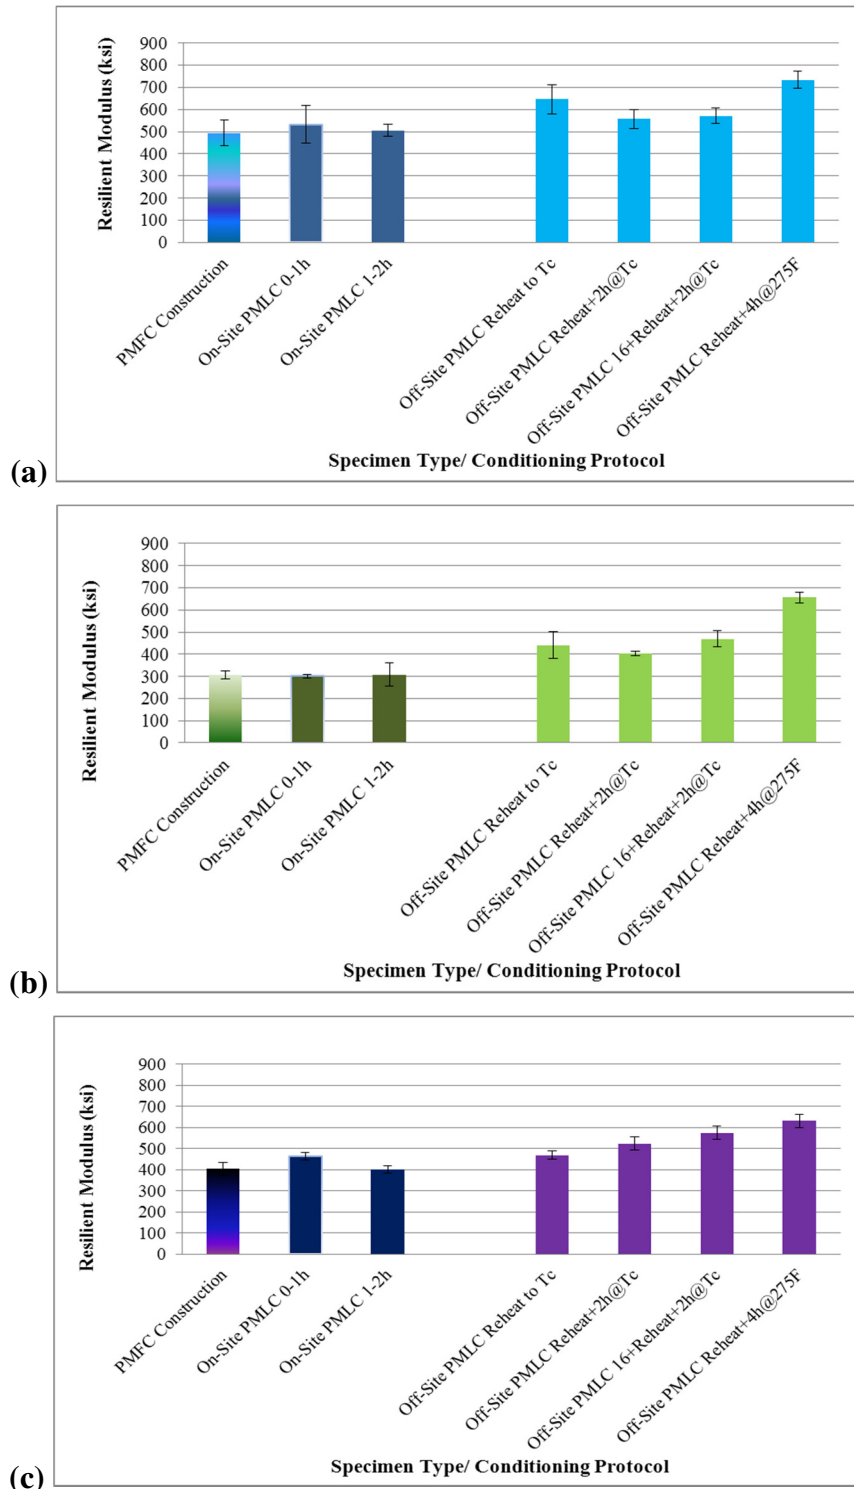 Resilient Modulus (ksi)
900
800
700
600
500
400
300
200
100
0
PMFC Construction
On-Site PMLC 0-1h
On-Site PMLC 1-2h
Off-Site PMLC Reheat to Tc
Off-Site PMLC Reheat+2h@Tc
Off-Site PMLC 16+Reheat+2h@Tc
Off-Site PMLC Reheat+4h@275F
Specimen Type/ Conditioning Protocol
(a)
Resilient Modulus (ksi)
900
800
700
600
500
400
300
200
100
0
PMFC Construction
On-Site PMLC 0-1h
On-Site PMLC 1-2h
Off-Site PMLC Reheat to Tc
Off-Site PMLC Reheat+2h@Tc
Off-Site PMLC 16+Reheat+2h@Tc
Off-Site PMLC Reheat+4h@275F
Specimen Type/ Conditioning Protocol
(b)
Resilient Modulus (ksi)
900
800
700
600
500
400
300
200
100
0
PMFC Construction
On-Site PMLC 0-1h
On-Site PMLC 1-2h
Off-Site PMLC Reheat to Tc
Off-Site PMLC Reheat+2h@Tc
Off-Site PMLC 16+Reheat+2h@Tc
Off-Site PMLC Reheat+4h@275F
Specimen Type/ Conditioning Protocol
(c)